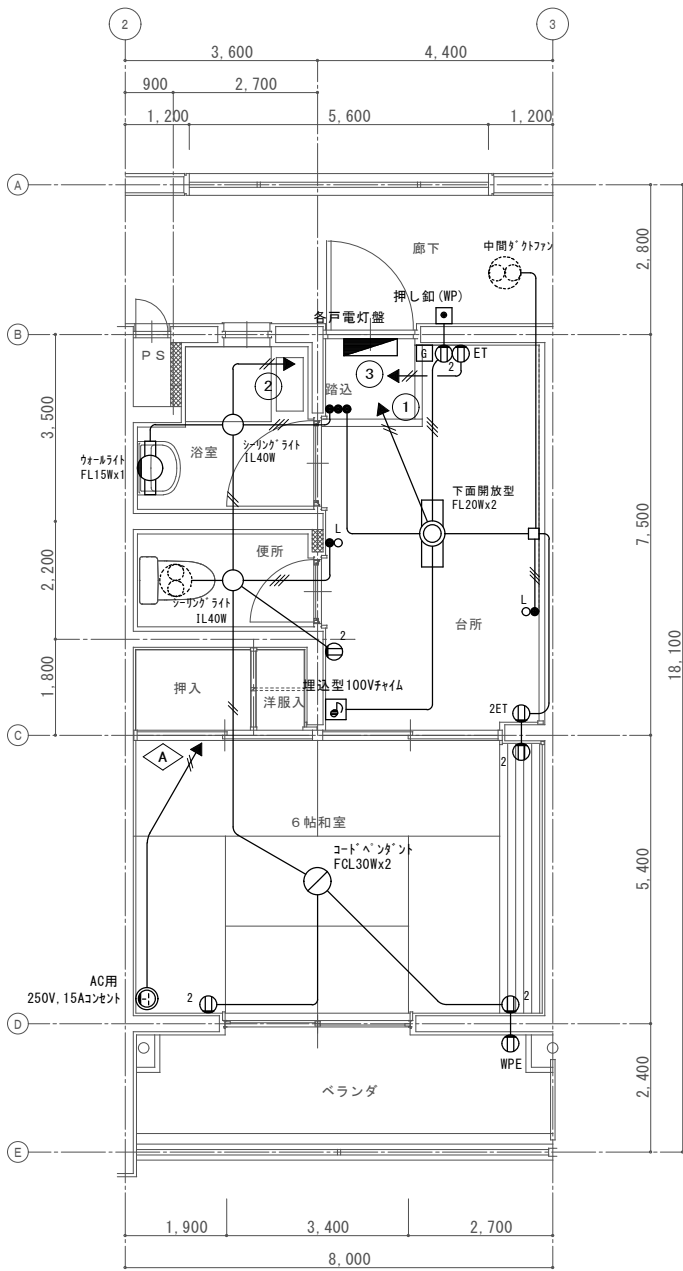 2
3
3,600
4,400
900
2,700
1,200
5,600
1,200
A
廊下
中間ダクトファン
2,800
押し釦(WP)
各戸電灯盤
B
PS
G
ET
2
3
2
踏込
1
3,500
浴室
シーリングライト
IL40W
ウォールライト
FL15Wx1
下面開放型
FL20Wx2
7,500
L
便所
2,200
シーリングライト
IL40W
L
台所
18,100
2
1,800
押入
洋服入
埋込型100Vチャイム
2ET
C
A
2
6帖和室
コードペンダント
FCL30Wx2
5,400
AC用
250V,15Aコンセント
2
2
D
WPE
ベランダ
2,400
E
1,900
3,400
2,700
8,000